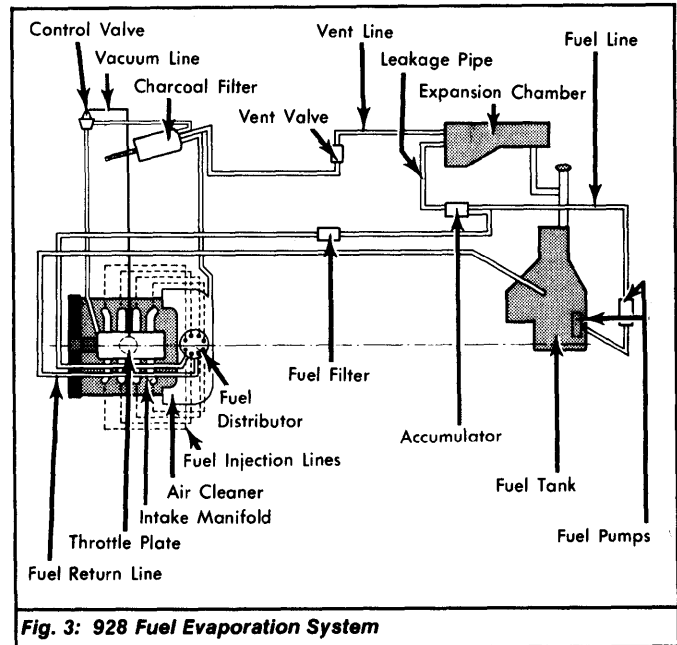 Control Valve
Vacuum Line
Charcoal Filter
Vent Valve
Vent Line
Leakage Pipe
Expansion Chamber
Fuel Line
Fuel Filter
Fuel
Distributor
Accumulator
Fuel Injection Lines
Air Cleaner
Intake Manifold
Throttle Plate
Fuel Return Line
Fuel Tank
Fuel Pumps
Fig. 3: 928 Fuel Evaporation System